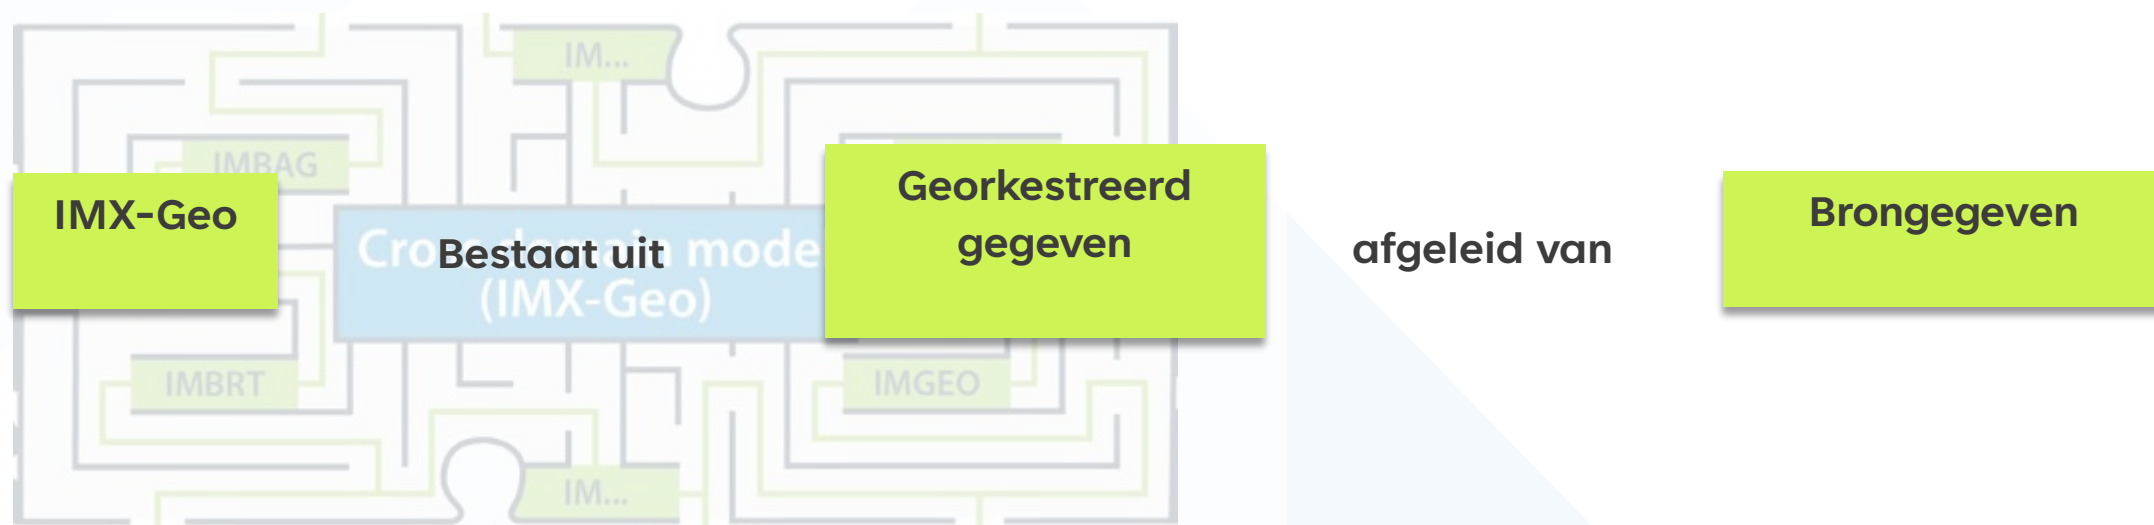 IM...
IMBAG
IMX-Geo
Bestaat uit
Georkestreerd
gegeven
afgeleid van
Brongegeven
(IMX-Geo)
IMBRT
IMGEO
IM...